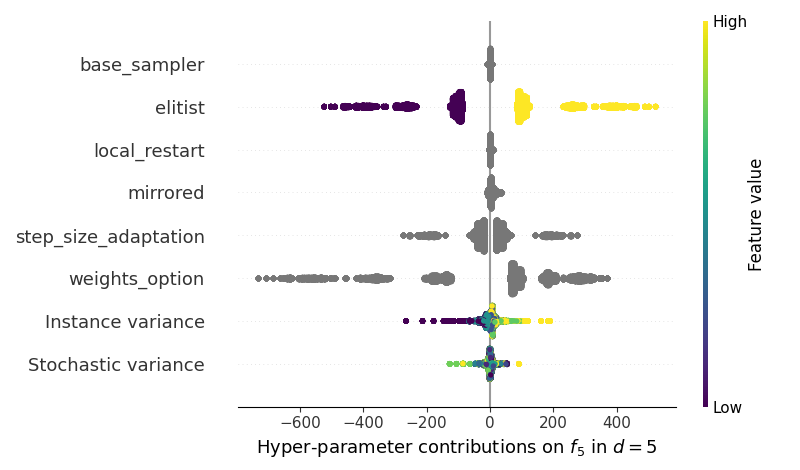 High
base_sampler
elitist
local_restart
mirrored
step_size_adaptation
weights_option
Instance variance
Stochastic variance
Feature value
Low
−600 −400 −200 0 200 400
Hyper-parameter contributions on f₅ in d = 5